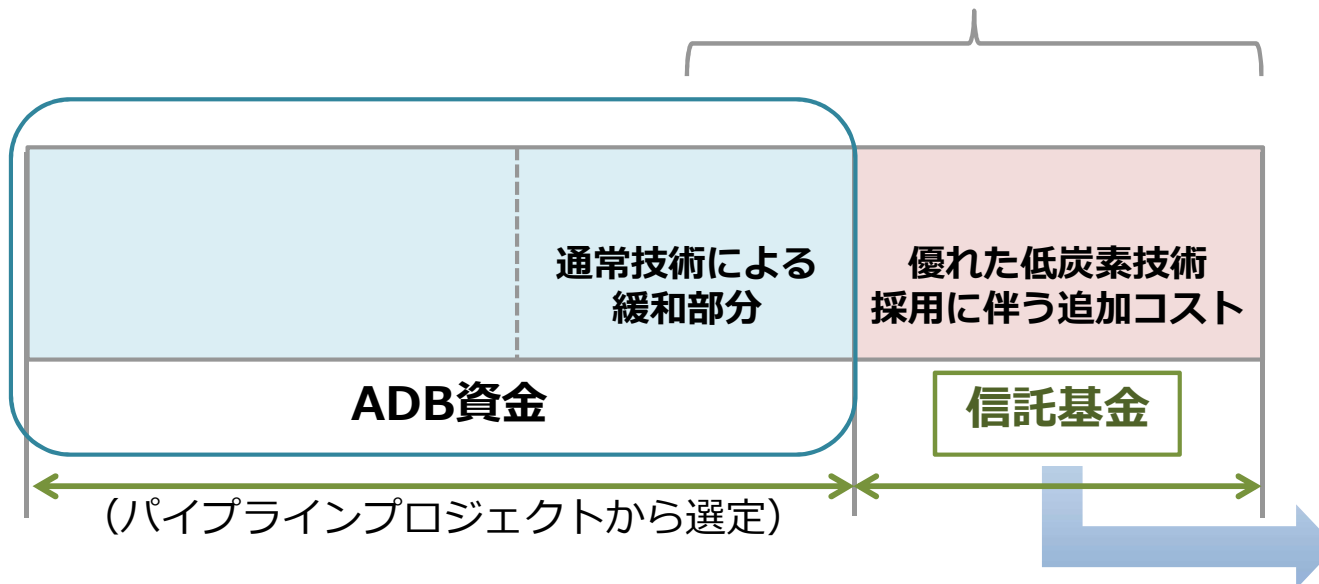 通常技術による
緩和部分
優れた低炭素技術
採用に伴う追加コスト
ADB資金
信託基金
（パイプラインプロジェクトから選定）